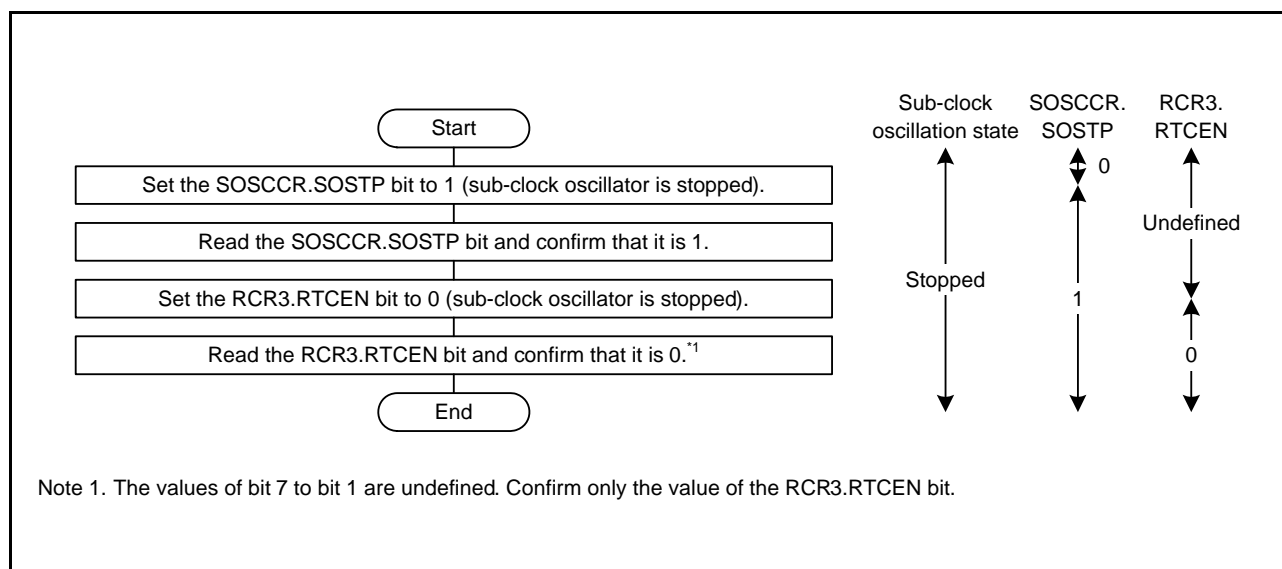 Start
Set the SOSCCR.SOSTP bit to 1 (sub-clock oscillator is stopped).
Read the SOSCCR.SOSTP bit and confirm that it is 1.
Set the RCR3.RTCEN bit to 0 (sub-clock oscillator is stopped).
Read the RCR3.RTCEN bit and confirm that it is 0.*1
End
Sub-clock
oscillation state
Stopped
SOSCCR.
SOSTP
0
1
RCR3.
RTCEN
Undefined
0
Note 1. The values of bit 7 to bit 1 are undefined. Confirm only the value of the RCR3.RTCEN bit.